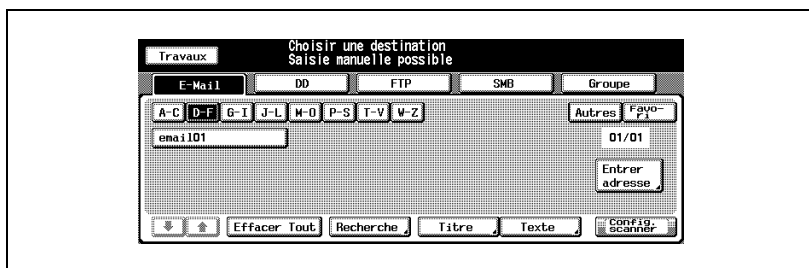 Travaux
Choisir une destination
Saisie manuelle possible
E-Mail DD FTP SMB Groupe
A-C D-F G-I J-L M-O P-S T-V W-Z Autres Favo-
ri
email01 01/01
Entrer
adresse
Effacer Tout Recherche Titre Texte Config.
scanner